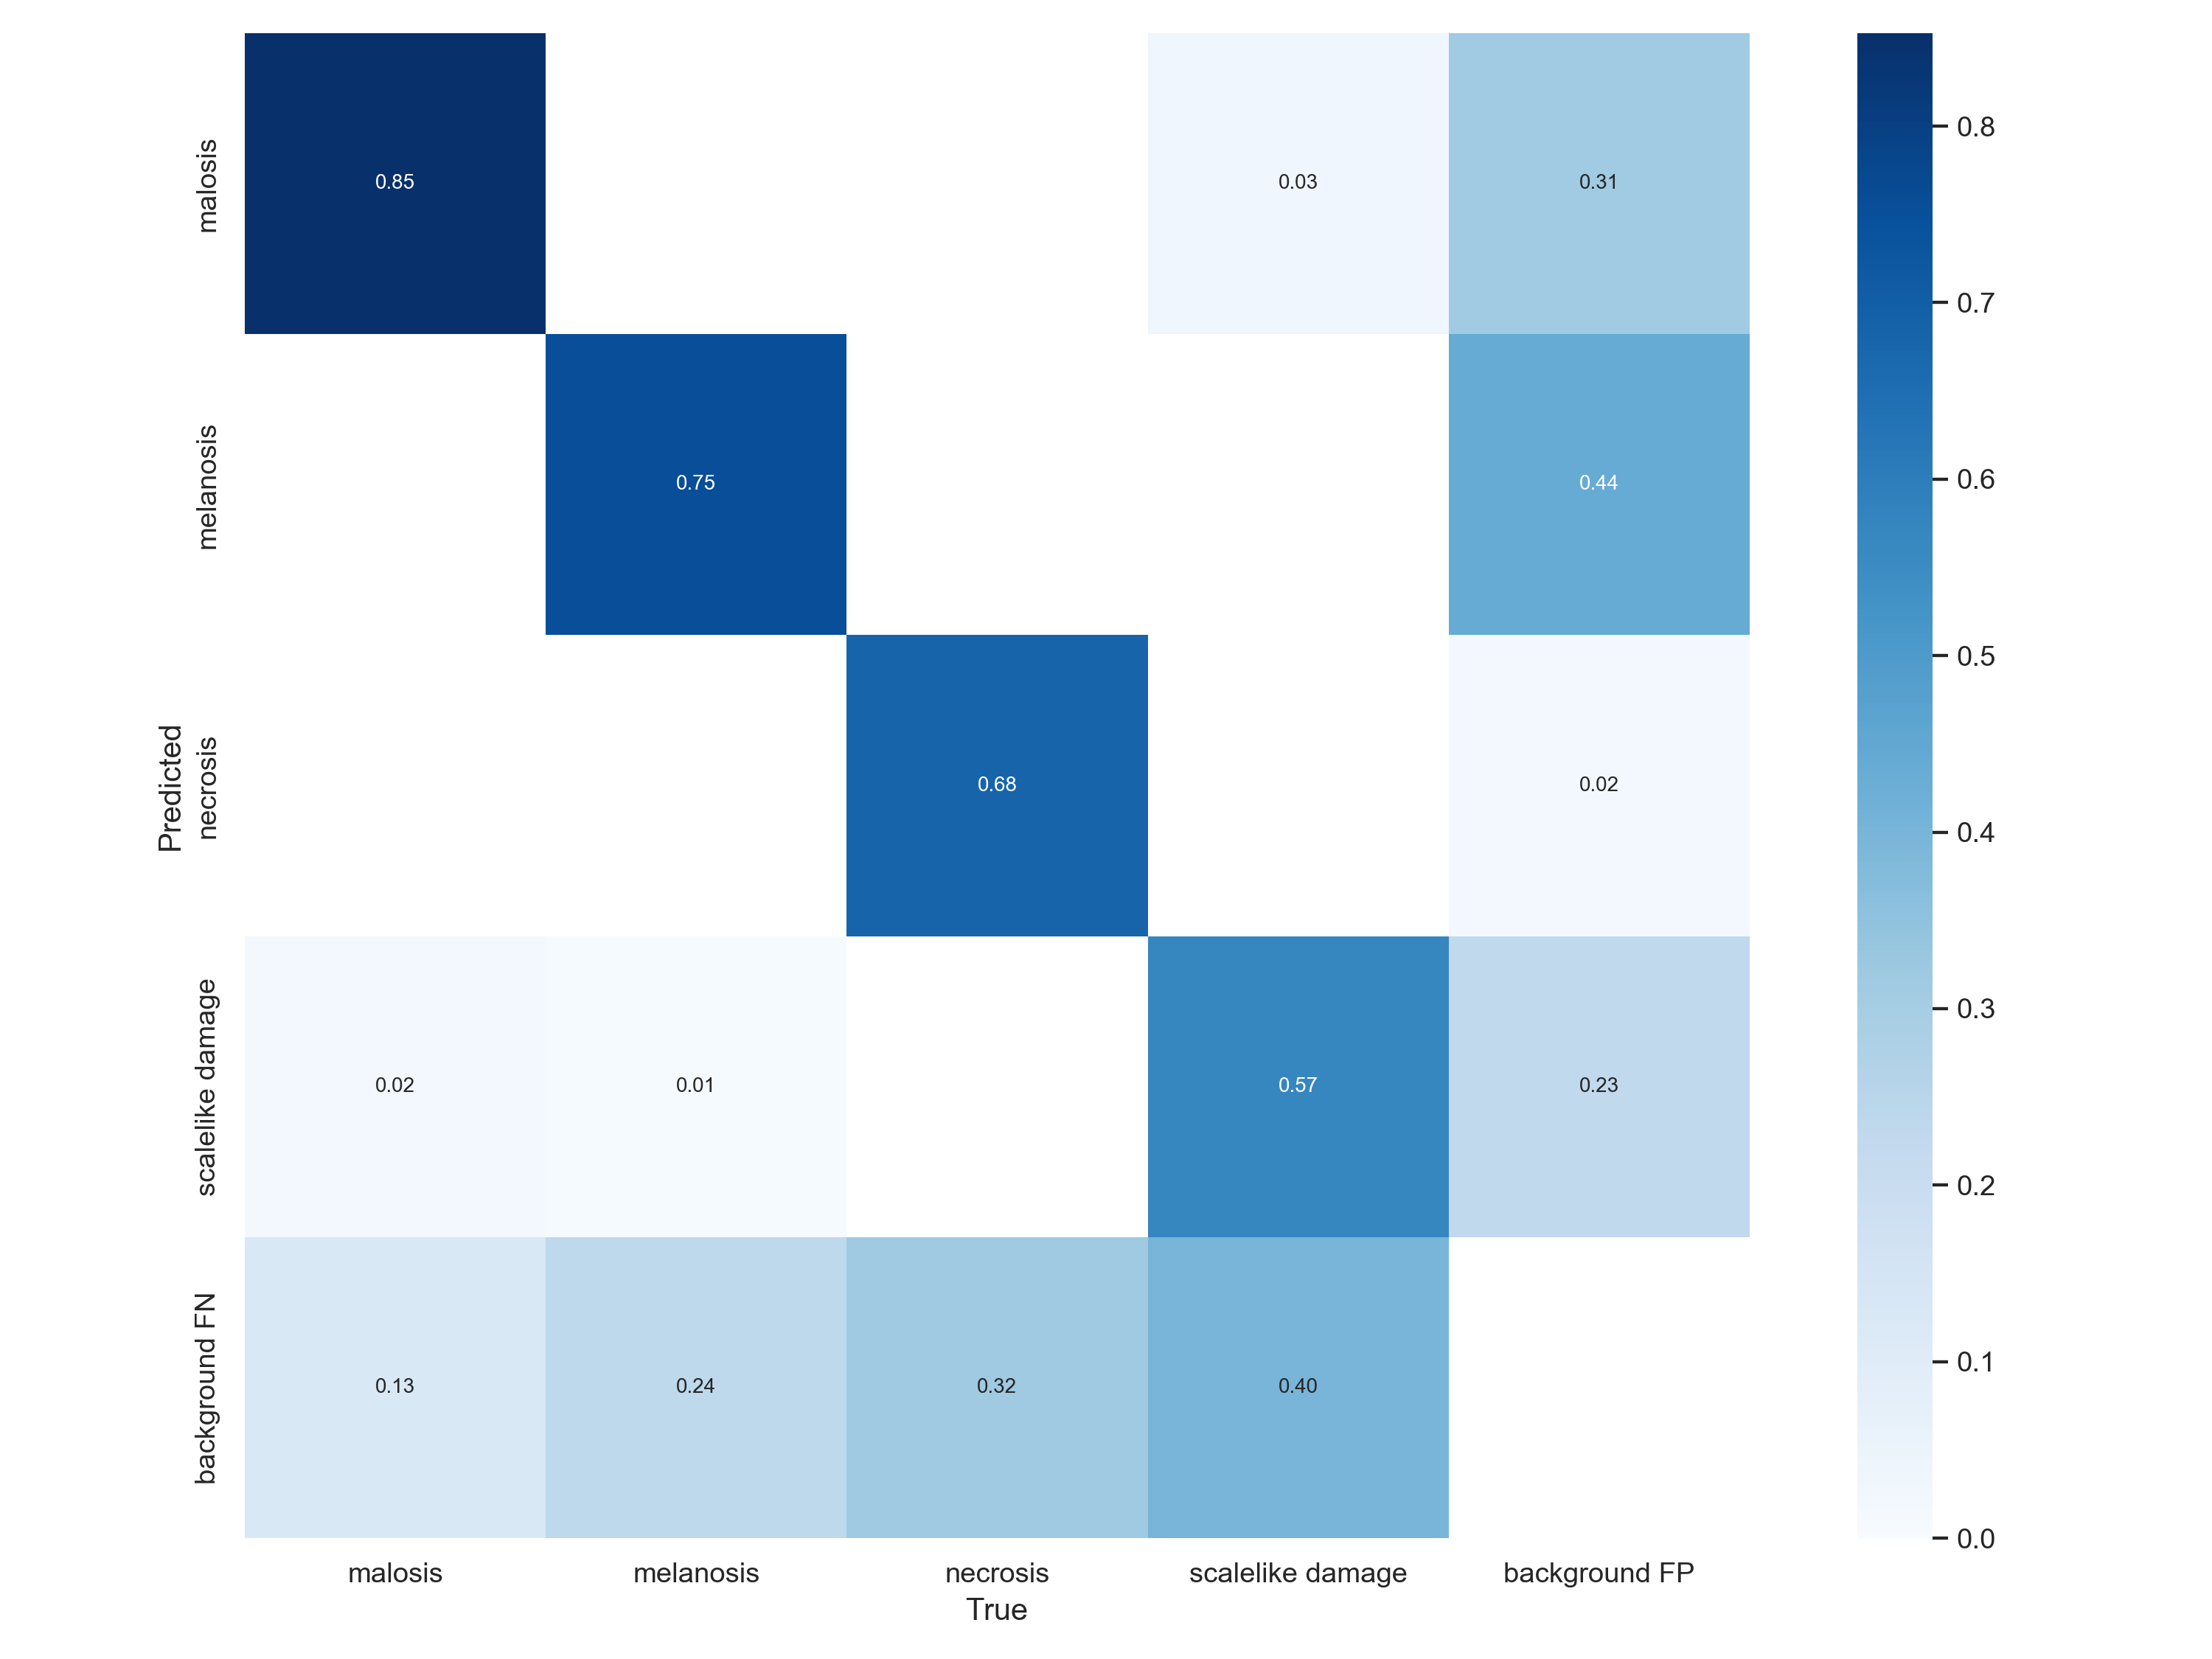 malosis
0.85
0.03
0.31
melanosis
0.75
0.44
Predicted
necrosis
0.68
0.02
scalelike damage
0.02
0.01
0.57
0.23
background FN
0.13
0.24
0.32
0.40
malosis
melanosis
necrosis
scalelike damage
background FP
True
0.8
0.7
0.6
0.5
0.4
0.3
0.2
0.1
0.0